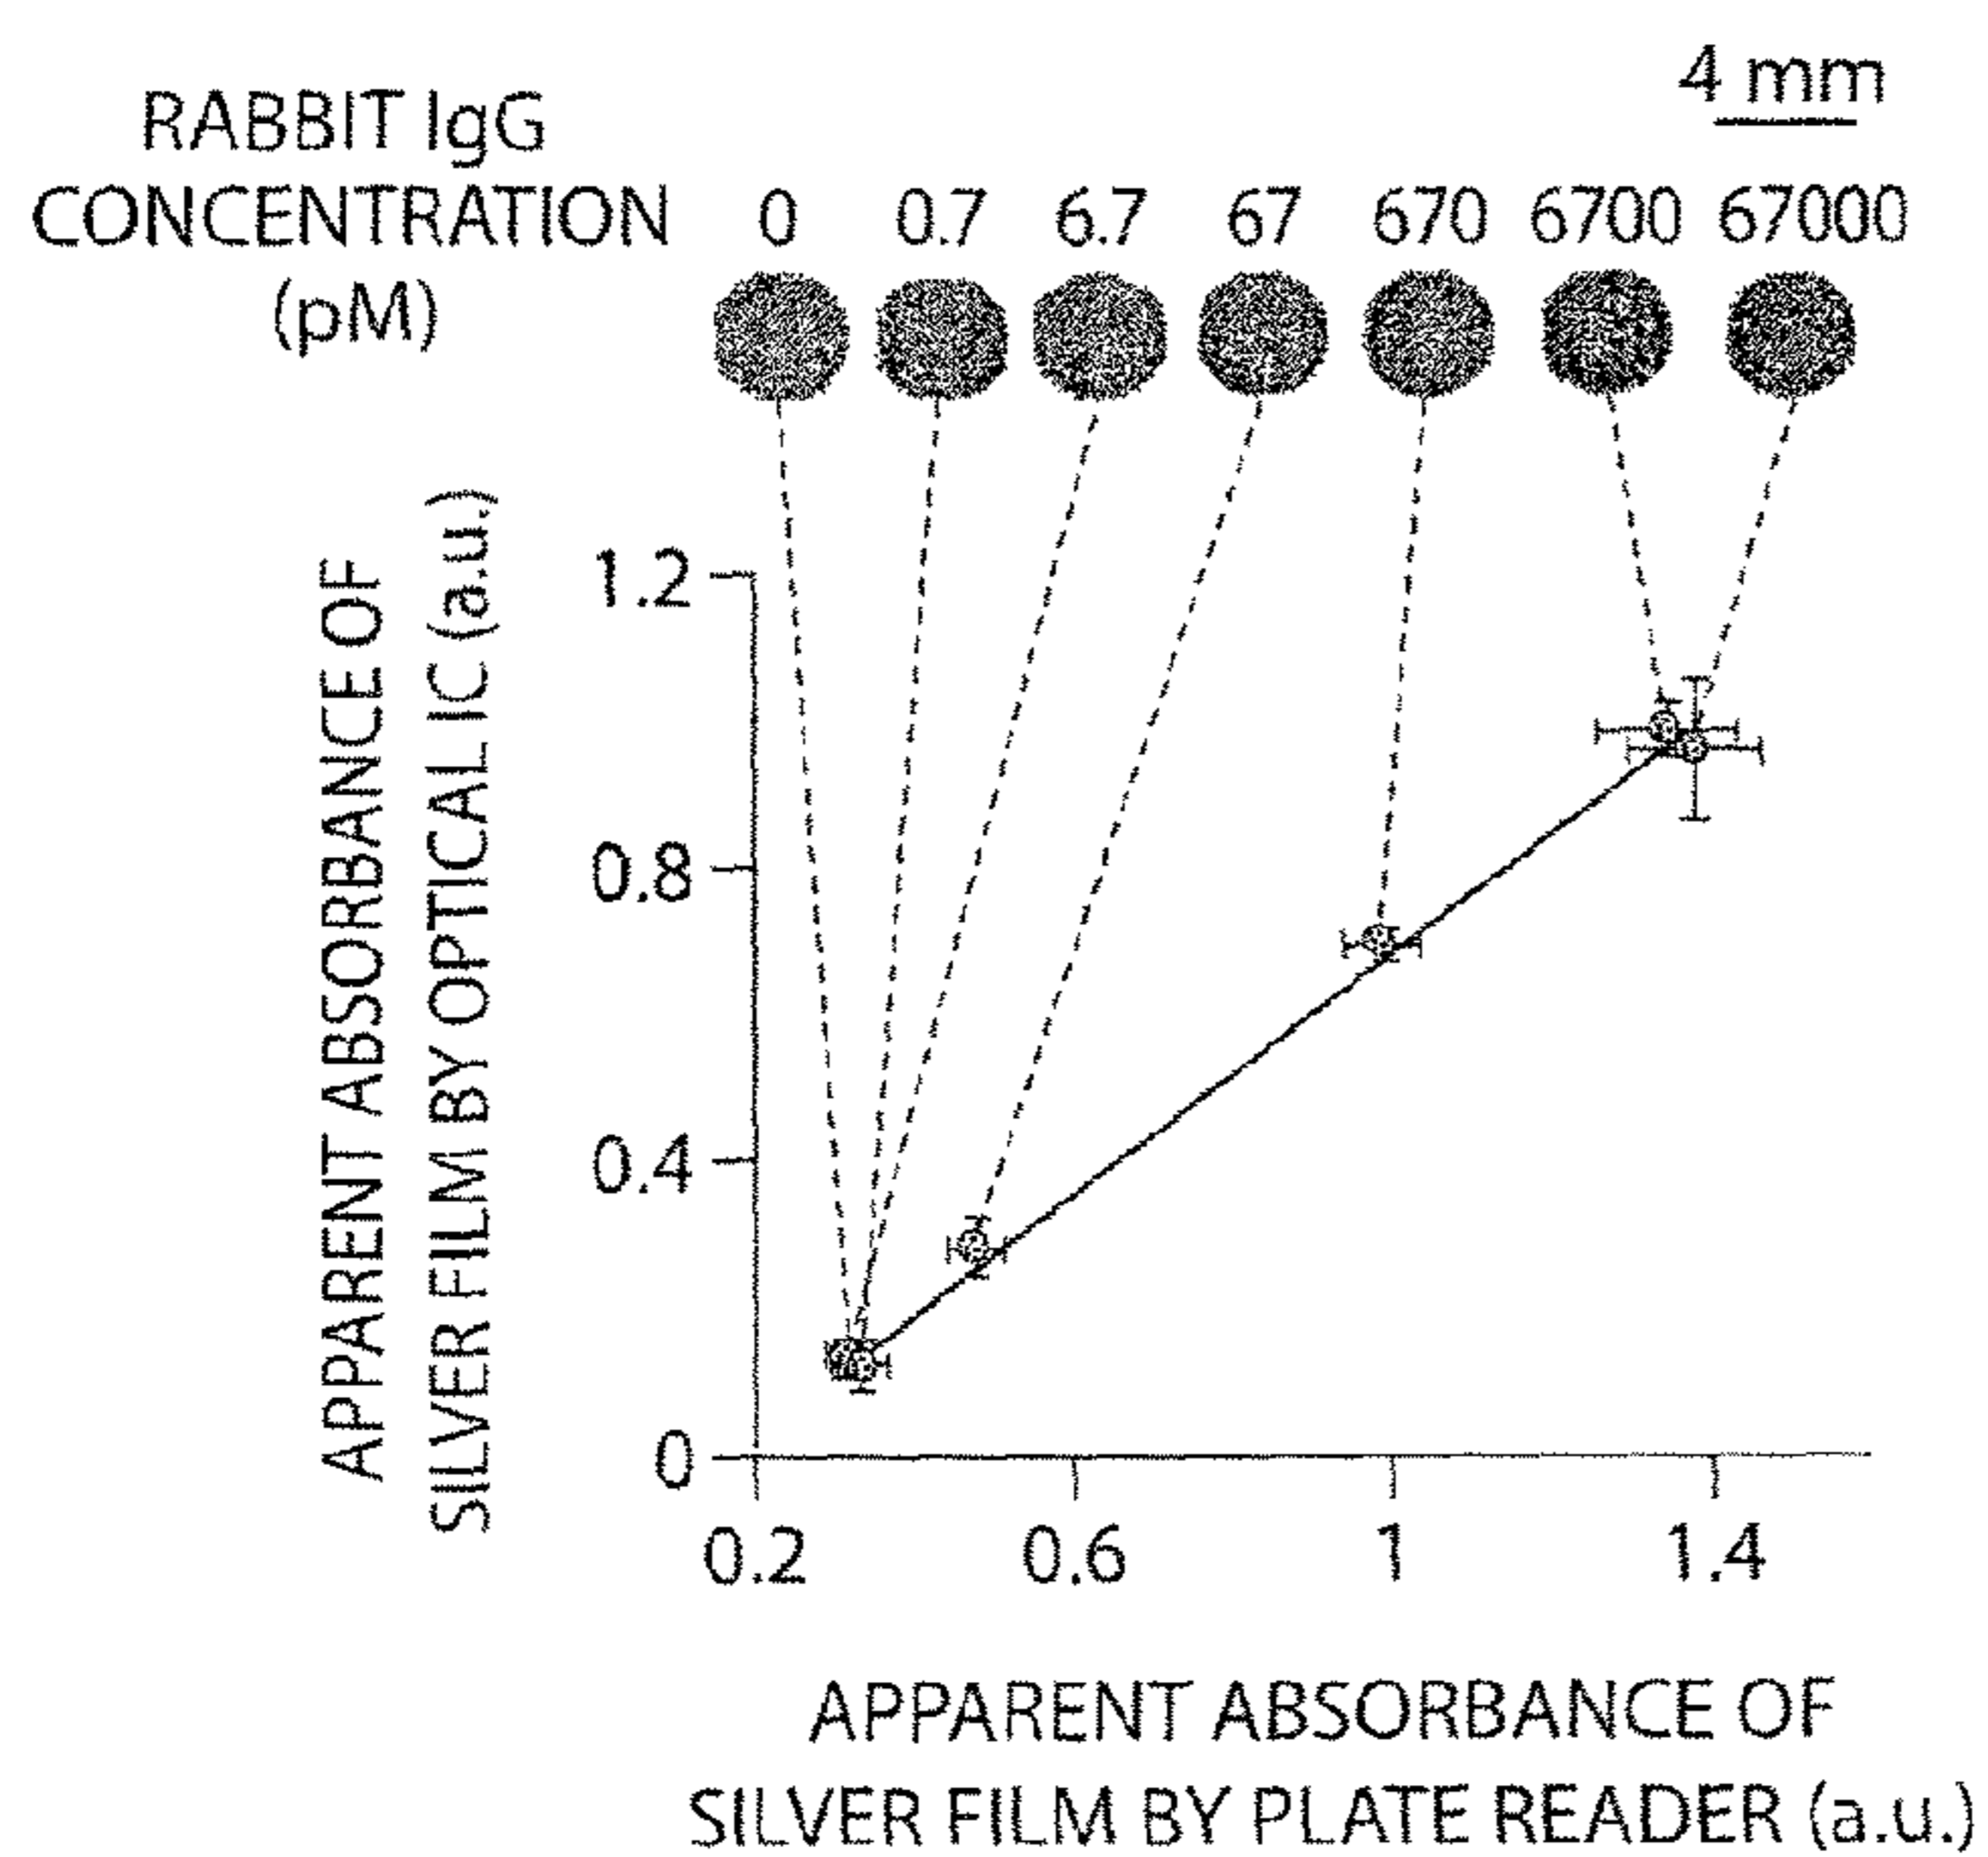 4 mm
RABBIT IgG
CONCENTRATION 0 0.7 6.7 67 670 6700 67000
(pM)
APPARENT ABSORBANCE OF
SILVER FILM BY OPTICAL IC (a.u.)
1.2
0.8
0.4
0
0.2 0.6 1 1.4
APPARENT ABSORBANCE OF
SILVER FILM BY PLATE READER (a.u.)